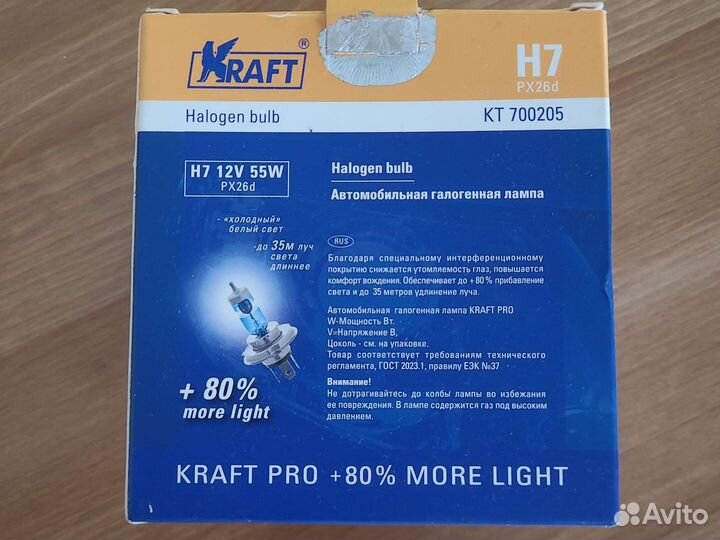 KRAFT®
H7
PX26d
Halogen bulb
KT 700205
H7 12V 55W
PX26d
Halogen bulb
Автомобильная галогенная лампа
- «холодный»
белый свет
-до 35м луч
света
длиннее
RUS
Благодаря специальному интерференционному
покрытию снижается утомляемость глаз, повышается
комфорт вождения. Обеспечивает до +80% прибавление
света и до 35 метров удлинение луча.
Автомобильная галогенная лампа KRAFT PRO
W-Мощность Вт.
V=Напряжение В,
Цоколь - см. на упаковке.
Товар соответствует требованиям технического
регламента, ГОСТ 2023.1, правилу ЕЭК №37
Внимание!
Не дотрагивайтесь до колбы лампы во избежания
ее повреждения. В лампе содержится газ под высоким
давлением.
+ 80%
more light
KRAFT PRO +80% MORE LIGHT
Avito